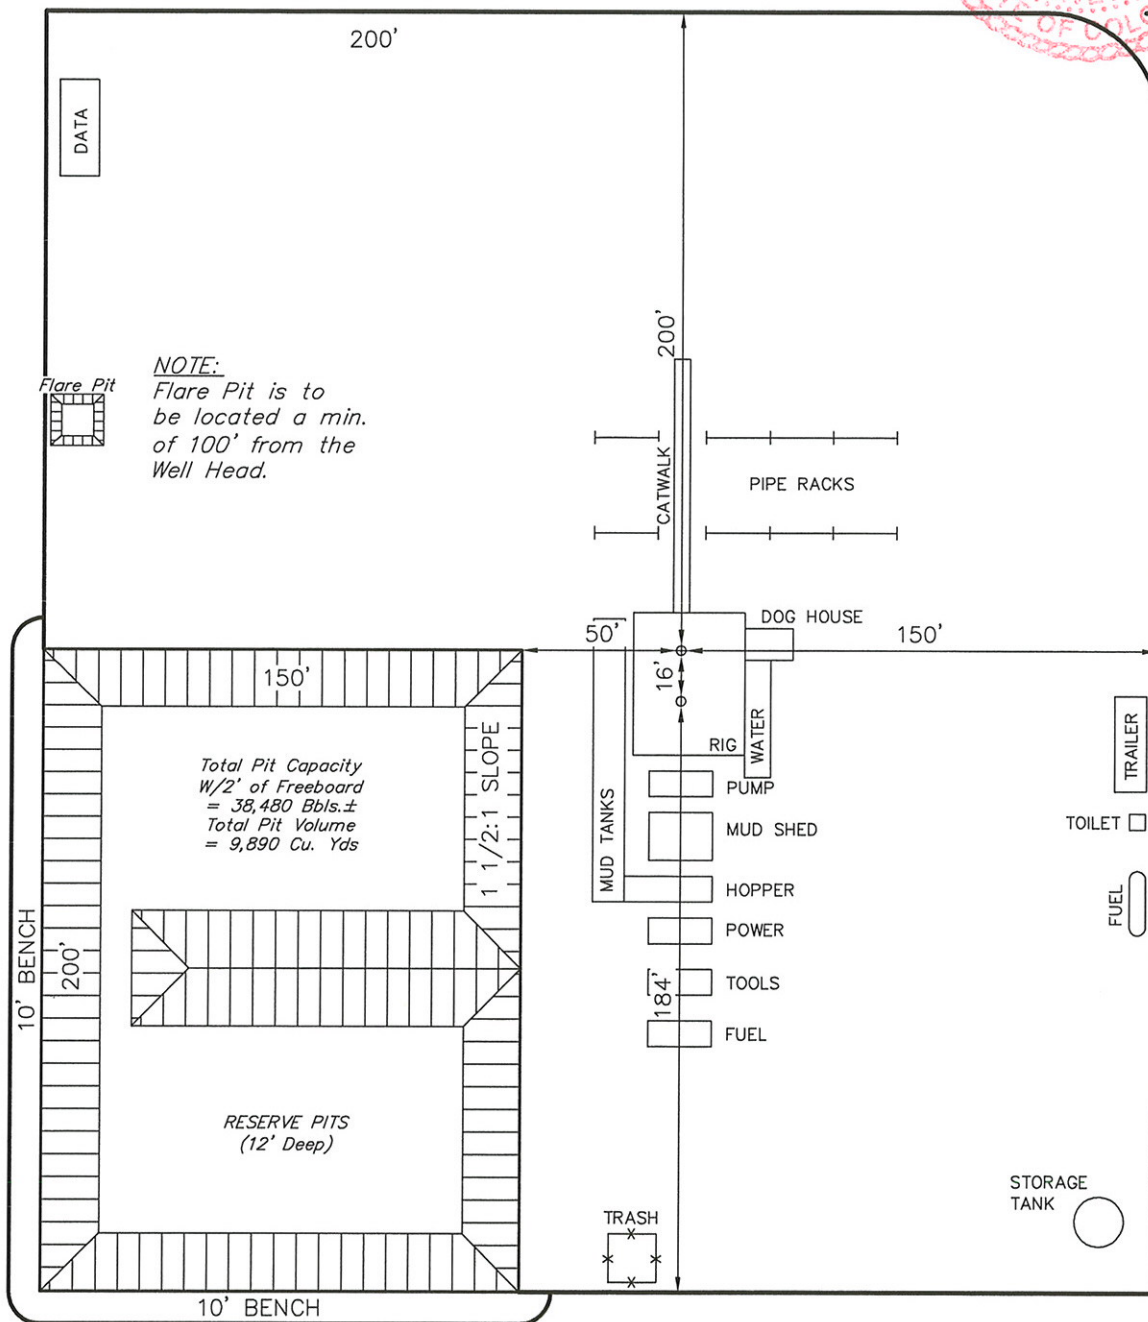 OF COL
200'
DATA
200'
Flare Pit
NOTE:
Flare Pit is to
be located a min.
of 100' from the
Well Head.
CATWALK
PIPE RACKS
DOG HOUSE
50'
150'
16'
150'
RIG
WATER
TRAILER
1 1/2:1 SLOPE
Total Pit Capacity
W/2' of Freeboard
= 38,480 Bbls.±
Total Pit Volume
= 9,890 Cu. Yds
PUMP
MUD TANKS
MUD SHED
TOILET
HOPPER
FUEL
POWER
10' BENCH
200'
TOOLS
184'
FUEL
RESERVE PITS
(12' Deep)
STORAGE
TANK
TRASH
10' BENCH